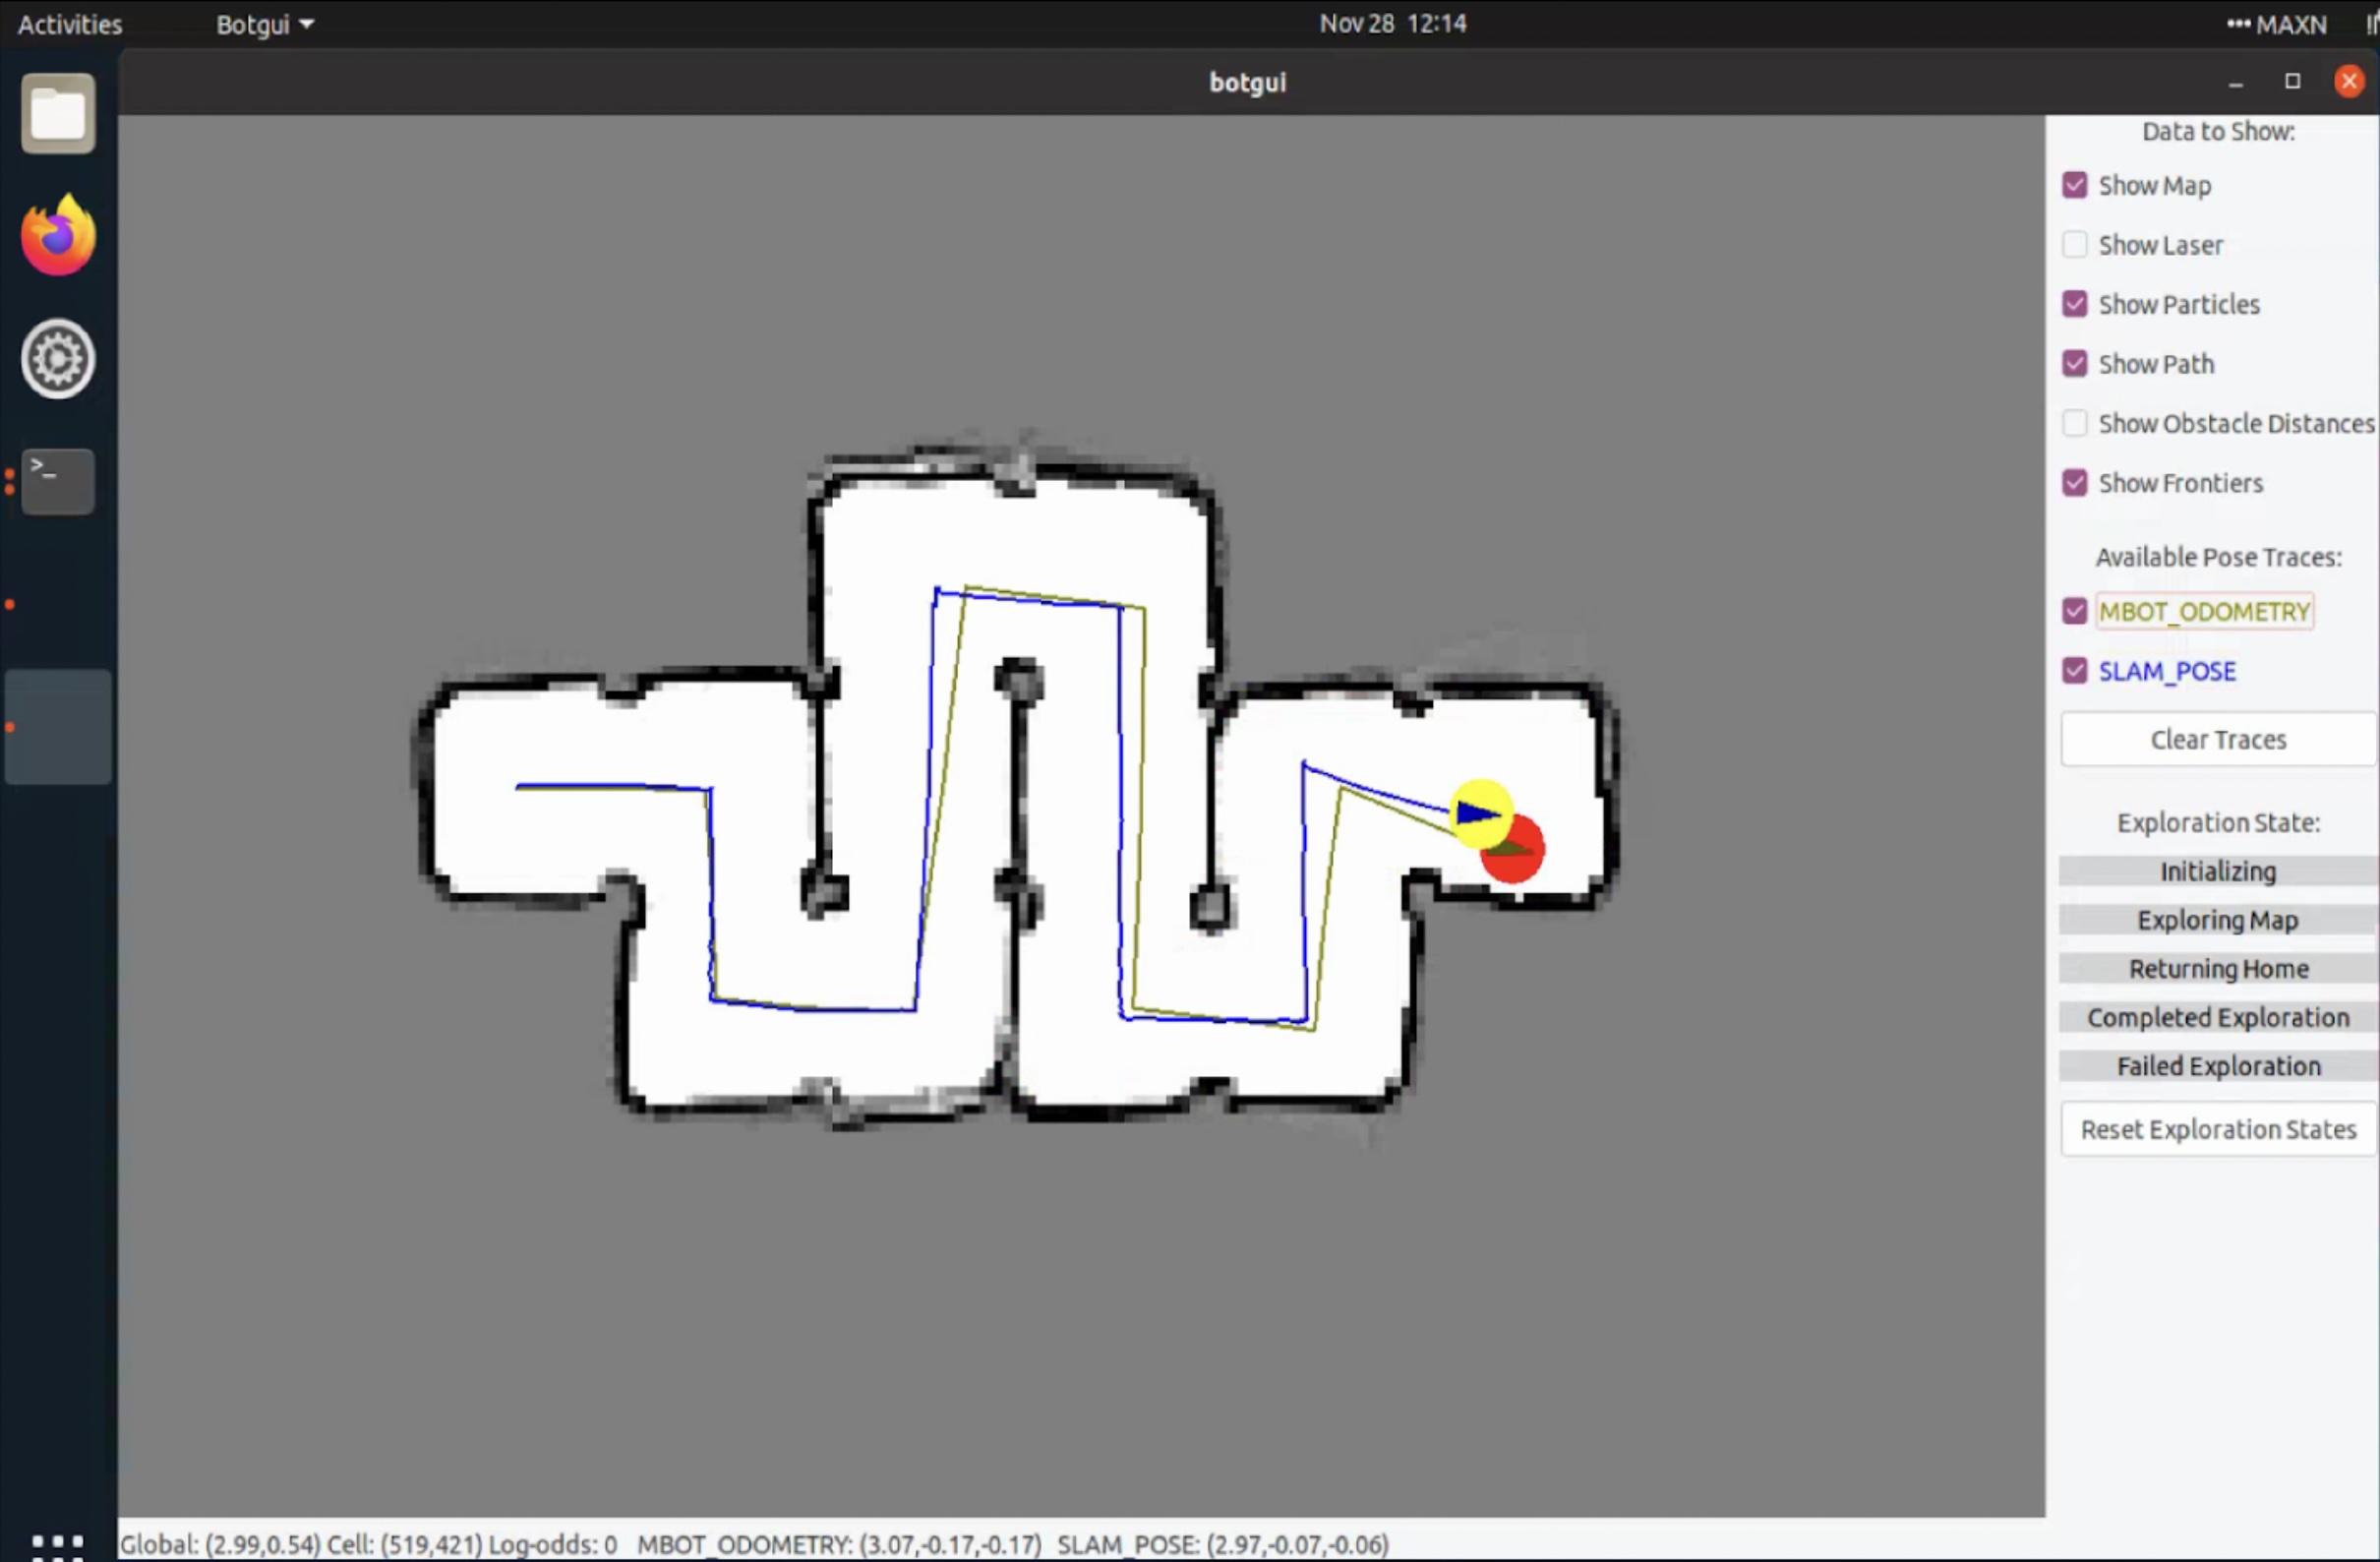 Activities Botgui Nov 28 12:14 MAXN
botgui
Data to Show:
Show Map
Show Laser
Show Particles
Show Path
Show Obstacle Distances
Show Frontiers
Available Pose Traces:
MBOT_ODOMETRY
SLAM_POSE
Clear Traces
Exploration State:
Initializing
Exploring Map
Returning Home
Completed Exploration
Failed Exploration
Reset Exploration States
Global: (2.99,0.54) Cell: (519,421) Log-odds: 0 MBOT_ODOMETRY: (3.07,-0.17,-0.17) SLAM_POSE: (2.97,-0.07,-0.06)